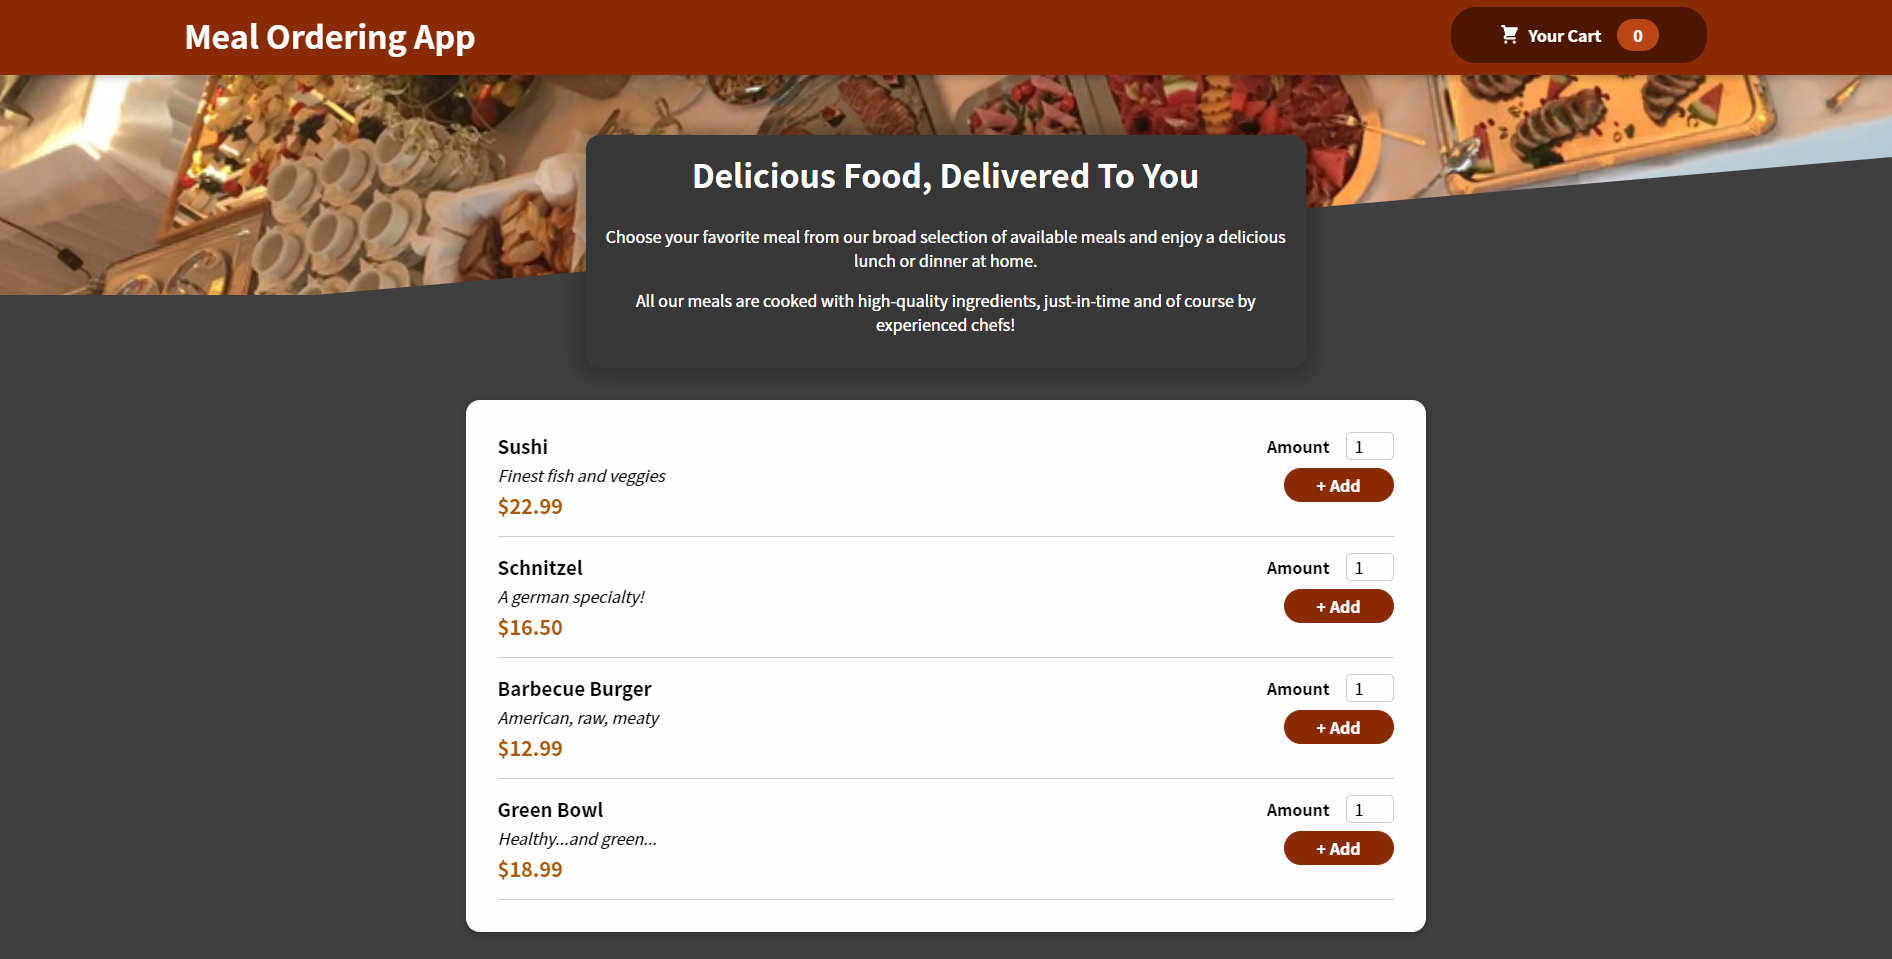 Meal Ordering App
Your Cart 0
Delicious Food, Delivered To You
Choose your favorite meal from our broad selection of available meals and enjoy a delicious
lunch or dinner at home.
All our meals are cooked with high-quality ingredients, just-in-time and of course by
experienced chefs!
Sushi
Finest fish and veggies
$22.99
Amount 1
+ Add
Schnitzel
A german specialty!
$16.50
Amount 1
+ Add
Barbecue Burger
American, raw, meaty
$12.99
Amount 1
+ Add
Green Bowl
Healthy...and green...
$18.99
Amount 1
+ Add